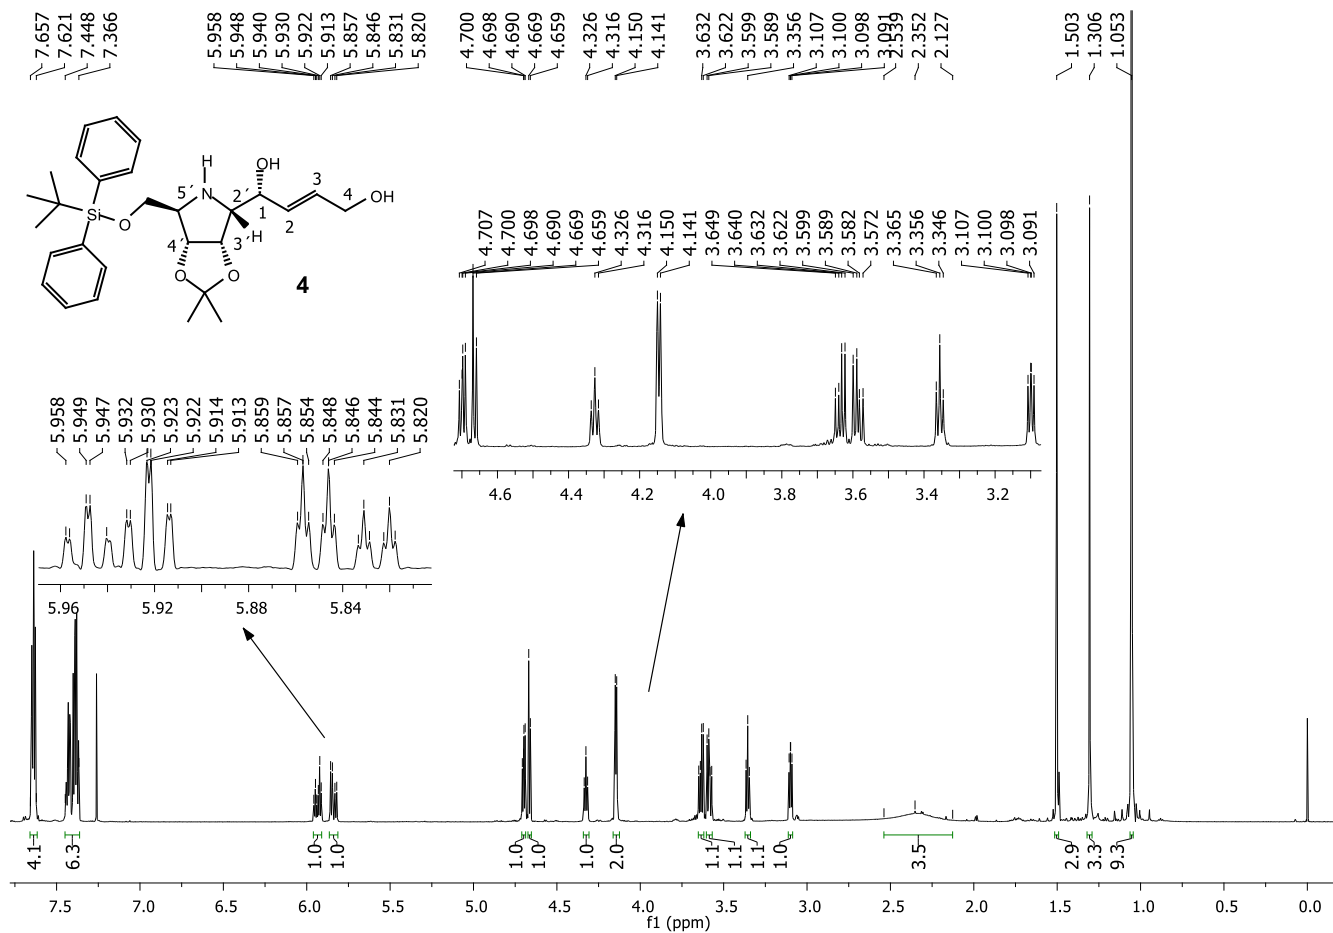 7.657 7.621 7.448 7.366 5.958 5.948 5.940 5.930 5.922 5.913 5.857 5.846 5.831 5.820 4.700 4.698 4.690 4.669 4.659 4.326 4.316 4.150 4.141 3.632 3.622 3.599 3.589 3.356 3.107 3.100 3.098 3.091 2.539 2.352 2.127 1.503 1.306 1.053
H
OH
5´ N 2´ 3 4 OH
1 2
Si O 4´ 3´ H
O O
4
4.707 4.700 4.698 4.690 4.669 4.659 4.326 4.316 4.150 4.141 3.649 3.640 3.632 3.622 3.599 3.589 3.582 3.572 3.365 3.356 3.346 3.107 3.100 3.098 3.091
4.6 4.4 4.2 4.0 3.8 3.6 3.4 3.2
5.958 5.949 5.947 5.932 5.930 5.923 5.922 5.914 5.913 5.859 5.857 5.854 5.848 5.846 5.844 5.831 5.820
5.96 5.92 5.88 5.84
4.1 6.3 1.0 1.0 1.0 1.0 1.0 2.0 1.1 1.1 1.1 1.0 3.5 2.9 3.3 9.3
7.5 7.0 6.5 6.0 5.5 5.0 4.5 4.0 3.5 3.0 2.5 2.0 1.5 1.0 0.5 0.0
f1 (ppm)